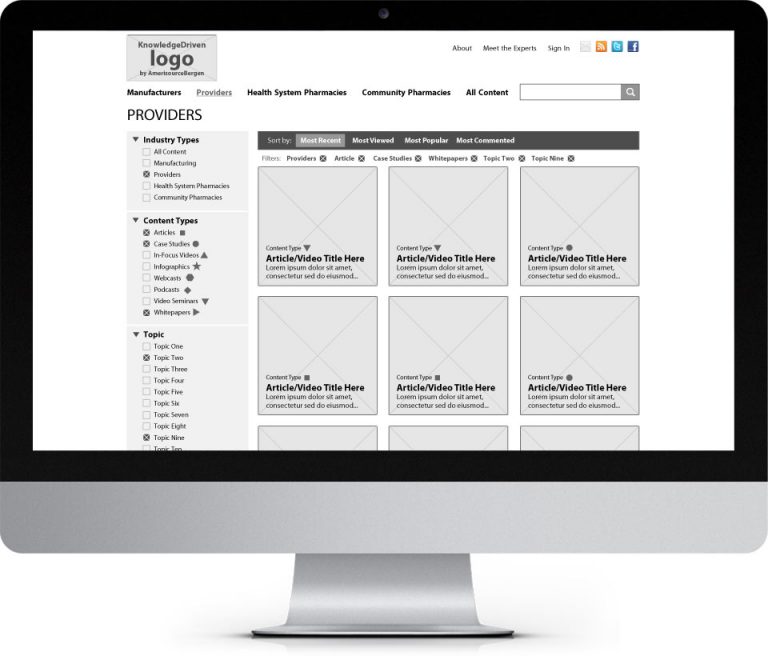 KnowledgeDriven
logo
by AmerisourceBergen
About Meet the Experts Sign In
Manufacturers Providers Health System Pharmacies Community Pharmacies All Content
PROVIDERS
Industry Types
All Content
Manufacturing
Providers
Health System Pharmacies
Community Pharmacies
Content Types
Articles
Case Studies
In-Focus Videos
Infographics
Webcasts
Podcasts
Video Seminars
Whitepapers
Topic
Topic One
Topic Two
Topic Three
Topic Four
Topic Five
Topic Six
Topic Seven
Topic Eight
Topic Nine
Topic Ten
Sort by: Most Recent Most Viewed Most Popular Most Commented
Filters: Providers Article Case Studies Whitepapers Topic Two Topic Nine
Content Type
Article/Video Title Here
Lorem ipsum dolor sit amet,
consectetur sed do eiusmod...
Content Type
Article/Video Title Here
Lorem ipsum dolor sit amet,
consectetur sed do eiusmod...
Content Type
Article/Video Title Here
Lorem ipsum dolor sit amet,
consectetur sed do eiusmod...
Content Type
Article/Video Title Here
Lorem ipsum dolor sit amet,
consectetur sed do eiusmod...
Content Type
Article/Video Title Here
Lorem ipsum dolor sit amet,
consectetur sed do eiusmod...
Content Type
Article/Video Title Here
Lorem ipsum dolor sit amet,
consectetur sed do eiusmod...